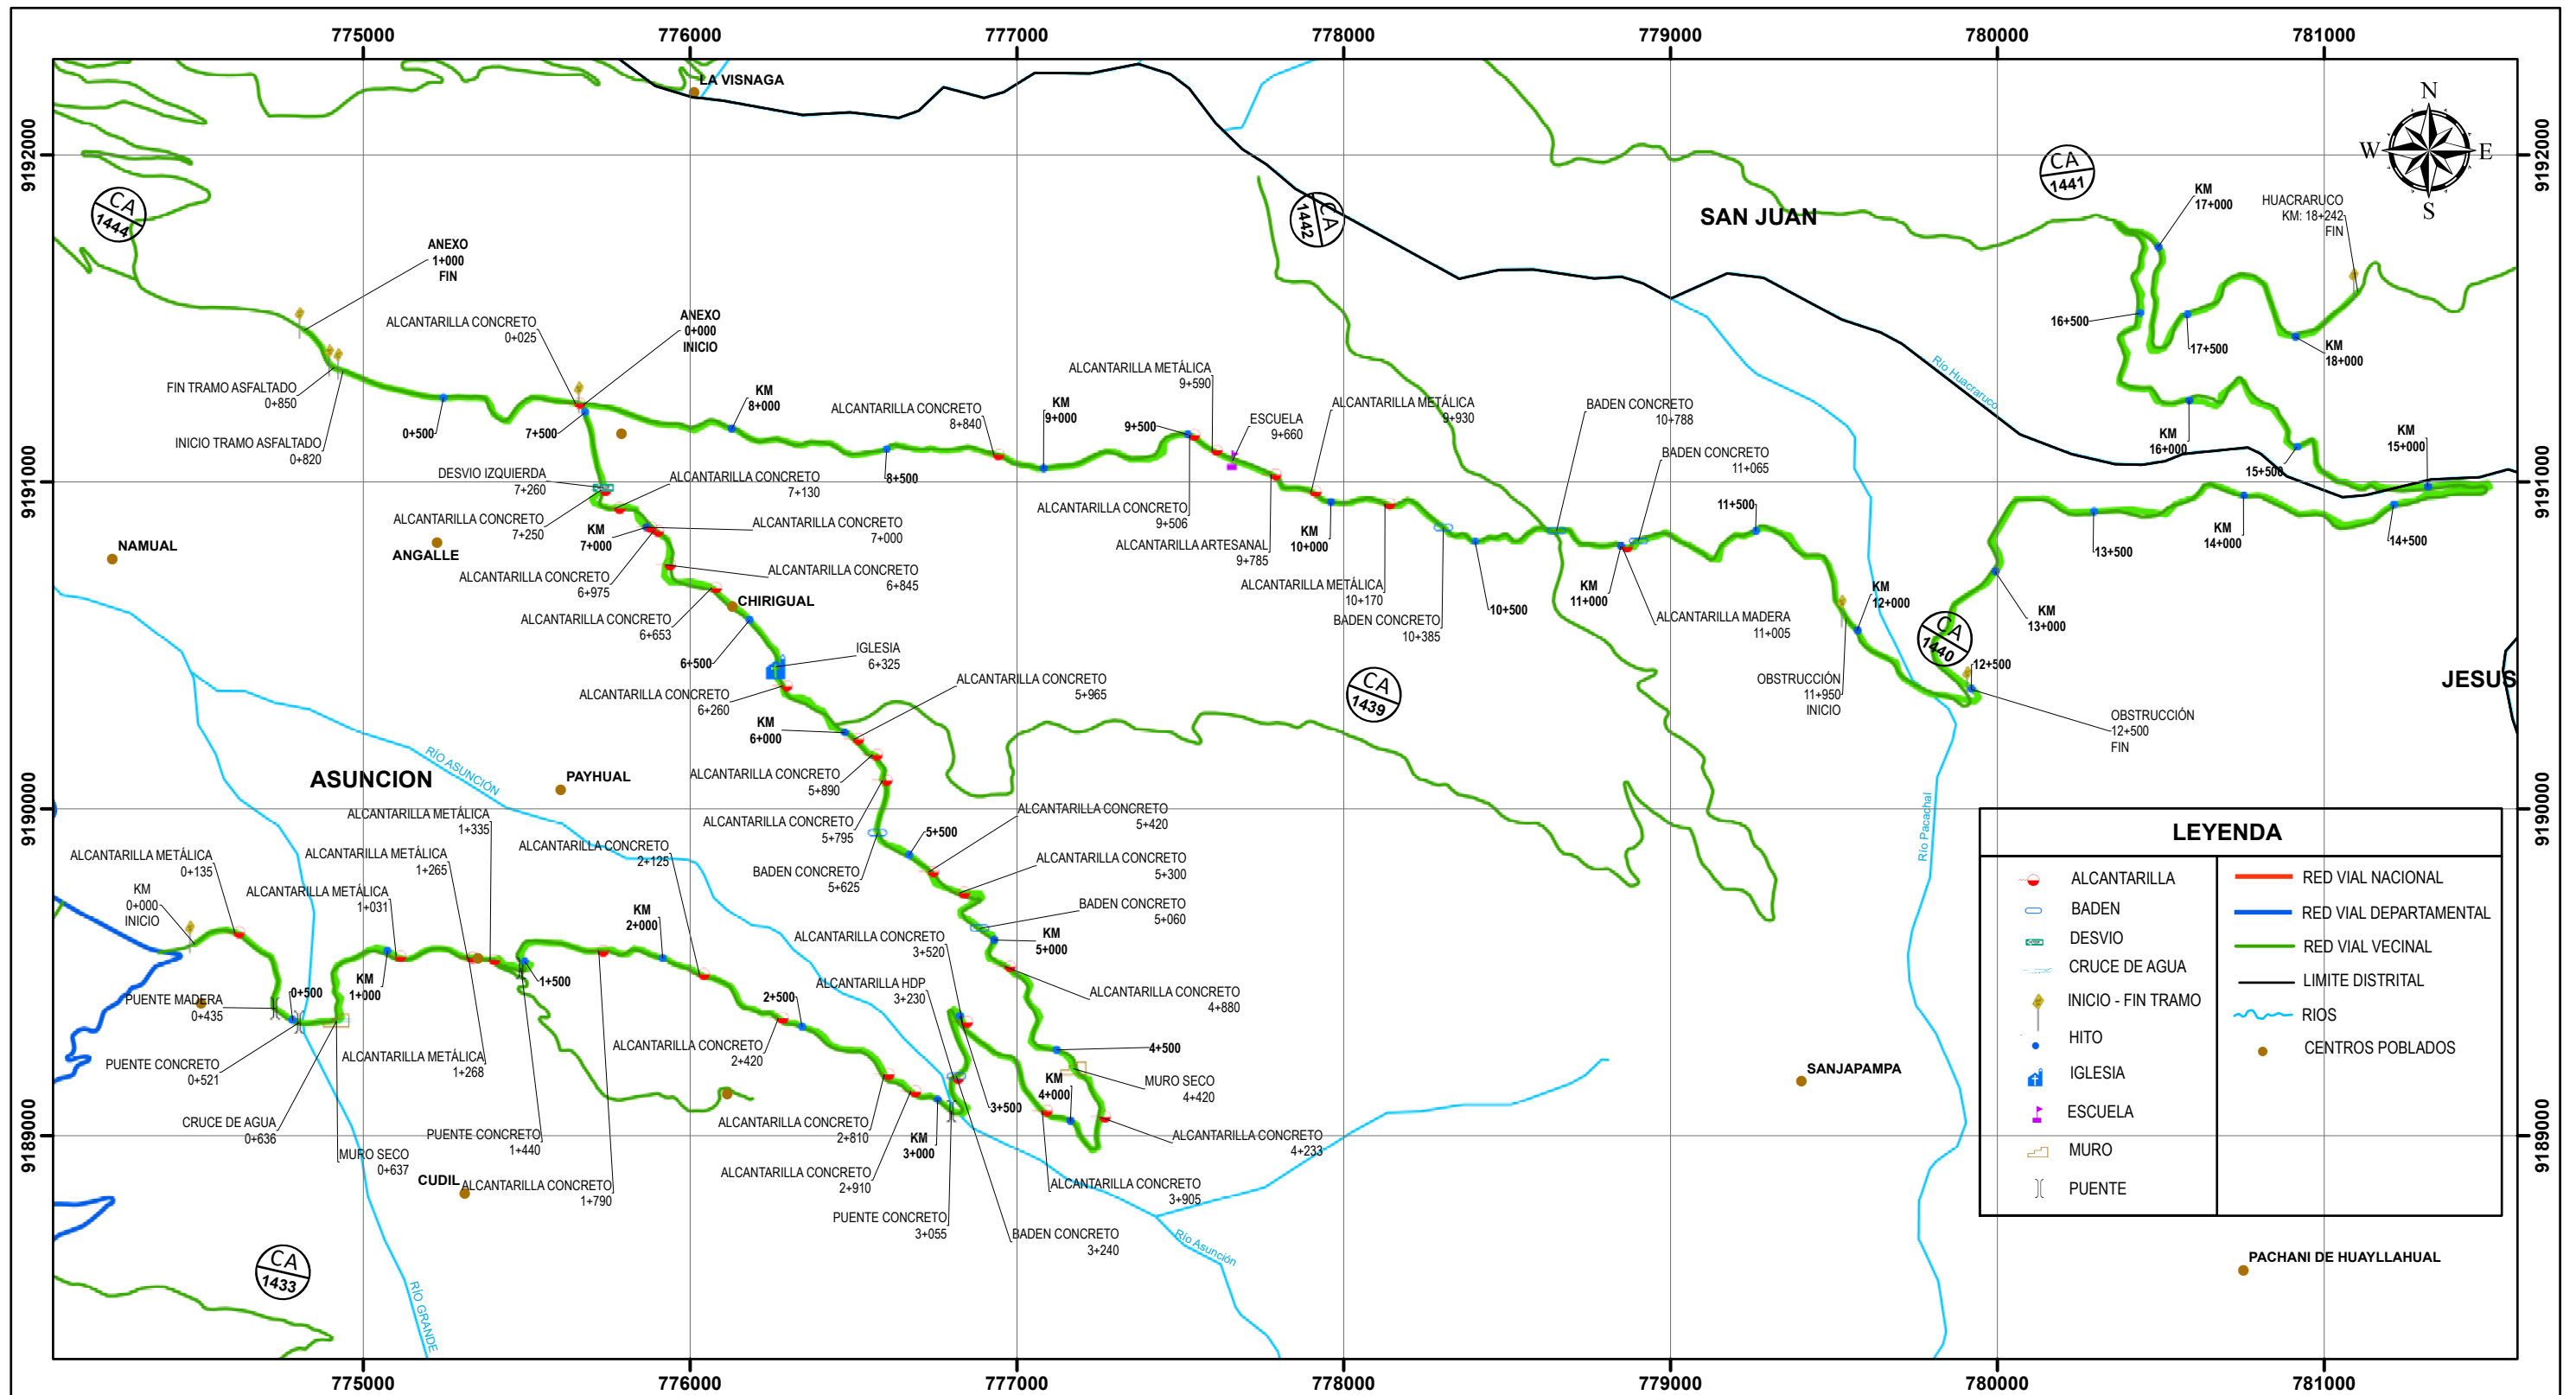 775000
776000
777000
778000
779000
780000
781000
9192000
9191000
9190000
9189000
9192000
9191000
9190000
9189000
775000
776000
777000
778000
779000
780000
781000
N
W
E
S
LA VISNAGA
CA
1444
CA
1442
CA
1441
SAN JUAN
KM
17+000
HUACRARUCO
KM: 18+242
FIN
ANEXO
1+000
FIN
ALCANTARILLA CONCRETO
0+025
ANEXO
0+000
INICIO
16+500
17+500
KM
18+000
FIN TRAMO ASFALTADO
0+850
INICIO TRAMO ASFALTADO
0+820
0+500
7+500
KM
8+000
ALCANTARILLA CONCRETO
8+840
8+500
KM
9+000
ALCANTARILLA METÁLICA
9+590
9+500
ESCUELA
9+660
ALCANTARILLA METÁLICA
9+930
BADEN CONCRETO
10+788
BADEN CONCRETO
11+065
Río Huacraruco
KM
16+000
15+500
KM
15+000
DESVIO IZQUIERDA
7+260
ALCANTARILLA CONCRETO
7+130
ALCANTARILLA CONCRETO
7+250
KM
7+000
ALCANTARILLA CONCRETO
7+000
ALCANTARILLA CONCRETO
9+506
ALCANTARILLA ARTESANAL
9+785
KM
10+000
ALCANTARILLA METÁLICA
10+170
BADEN CONCRETO
10+385
10+500
11+500
KM
11+000
ALCANTARILLA MADERA
11+005
KM
12+000
13+500
KM
14+000
14+500
KM
13+000
NAMUAL
ANGALLE
ALCANTARILLA CONCRETO
6+975
ALCANTARILLA CONCRETO
6+845
CHIRIGUAL
ALCANTARILLA CONCRETO
6+653
6+500
IGLESIA
6+325
ALCANTARILLA CONCRETO
6+260
ALCANTARILLA CONCRETO
5+965
KM
6+000
CA
1439
CA
1440
OBSTRUCCIÓN
11+950
INICIO
12+500
OBSTRUCCIÓN
12+500
FIN
JESUS
ASUNCION
RÍO ASUNCIÓN
PAYHUAL
ALCANTARILLA CONCRETO
5+890
ALCANTARILLA CONCRETO
5+795
ALCANTARILLA CONCRETO
5+420
5+500
BADEN CONCRETO
5+625
ALCANTARILLA CONCRETO
5+300
BADEN CONCRETO
5+060
KM
5+000
Río Pacachal
ALCANTARILLA METÁLICA
0+135
KM
0+000
INICIO
ALCANTARILLA METÁLICA
1+335
ALCANTARILLA METÁLICA
1+265
ALCANTARILLA METÁLICA
1+031
ALCANTARILLA CONCRETO
2+125
KM
2+000
ALCANTARILLA CONCRETO
3+520
ALCANTARILLA HDP
3+230
ALCANTARILLA CONCRETO
4+880
PUENTE MADERA
0+435
0+500
KM
1+000
1+500
2+500
PUENTE CONCRETO
0+521
ALCANTARILLA METÁLICA
1+268
ALCANTARILLA CONCRETO
2+420
4+500
KM
4+000
MURO SECO
4+420
3+500
SANJAPAMPA
CRUCE DE AGUA
0+636
MURO SECO
0+637
PUENTE CONCRETO
1+440
ALCANTARILLA CONCRETO
2+810
KM
3+000
ALCANTARILLA CONCRETO
4+233
CUDIL
ALCANTARILLA CONCRETO
1+790
ALCANTARILLA CONCRETO
2+910
ALCANTARILLA CONCRETO
3+905
PUENTE CONCRETO
3+055
BADEN CONCRETO
3+240
Río Asunción
CA
1433
RÍO GRANDE
PACHANI DE HUAYLLAHUAL
LEYENDA
ALCANTARILLA
BADEN
DESVIO
CRUCE DE AGUA
INICIO - FIN TRAMO
HITO
IGLESIA
ESCUELA
MURO
PUENTE
RED VIAL NACIONAL
RED VIAL DEPARTAMENTAL
RED VIAL VECINAL
LIMITE DISTRITAL
RIOS
CENTROS POBLADOS